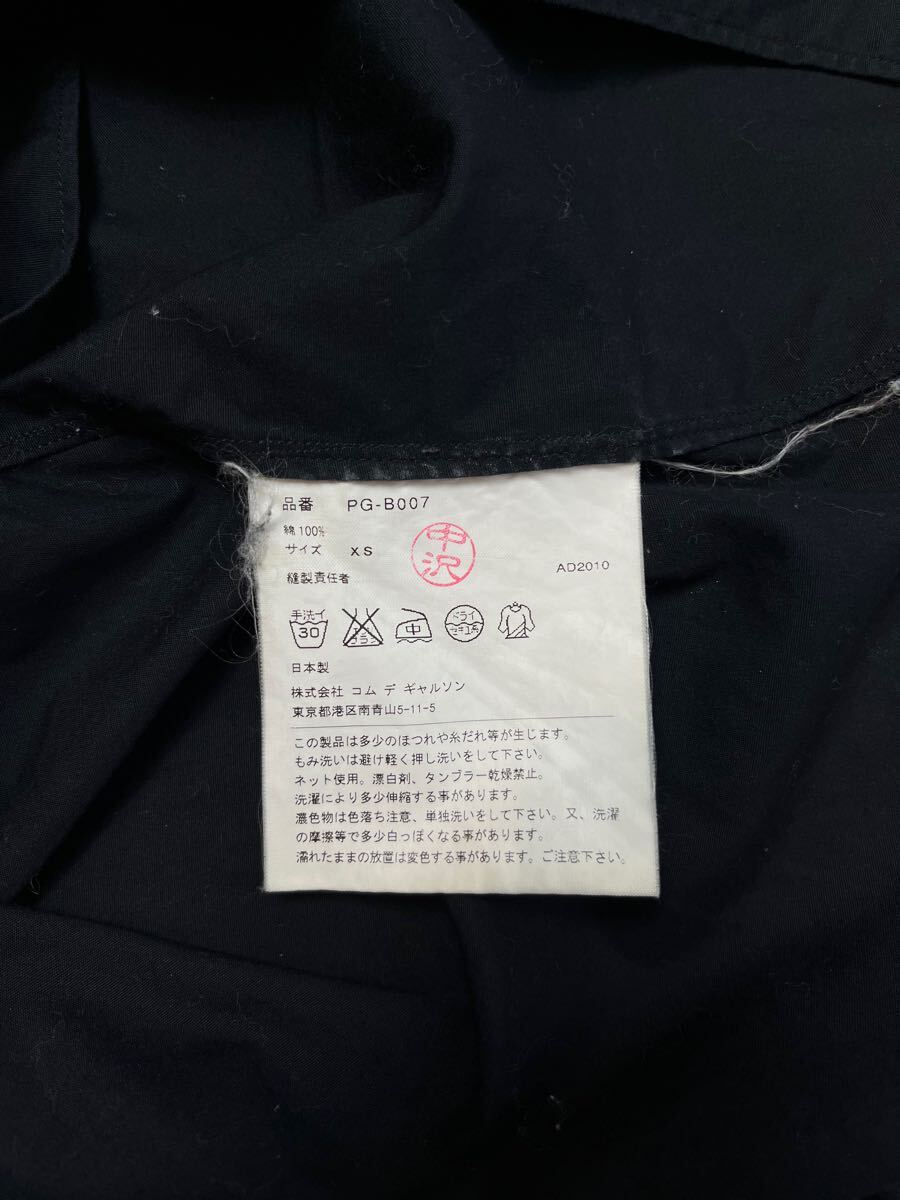 品番 PG-B007
綿 100%
サイズ XS
中沢
縫製責任者
AD2010
手洗イ
30
中
ドライ
日本製
株式会社 コム デ ギャルソン
東京都港区南青山5-11-5
この製品は多少のほつれや糸だれ等が生じます。
もみ洗いは避け軽く押し洗いをして下さい。
ネット使用。漂白剤、タンブラー乾燥禁止。
洗濯により多少伸縮する事があります。
濃色物は色落ち注意、単独洗いをして下さい。又、洗濯
の摩擦等で多少白っぽくなる事があります。
濡れたままの放置は変色する事があります。ご注意下さい。